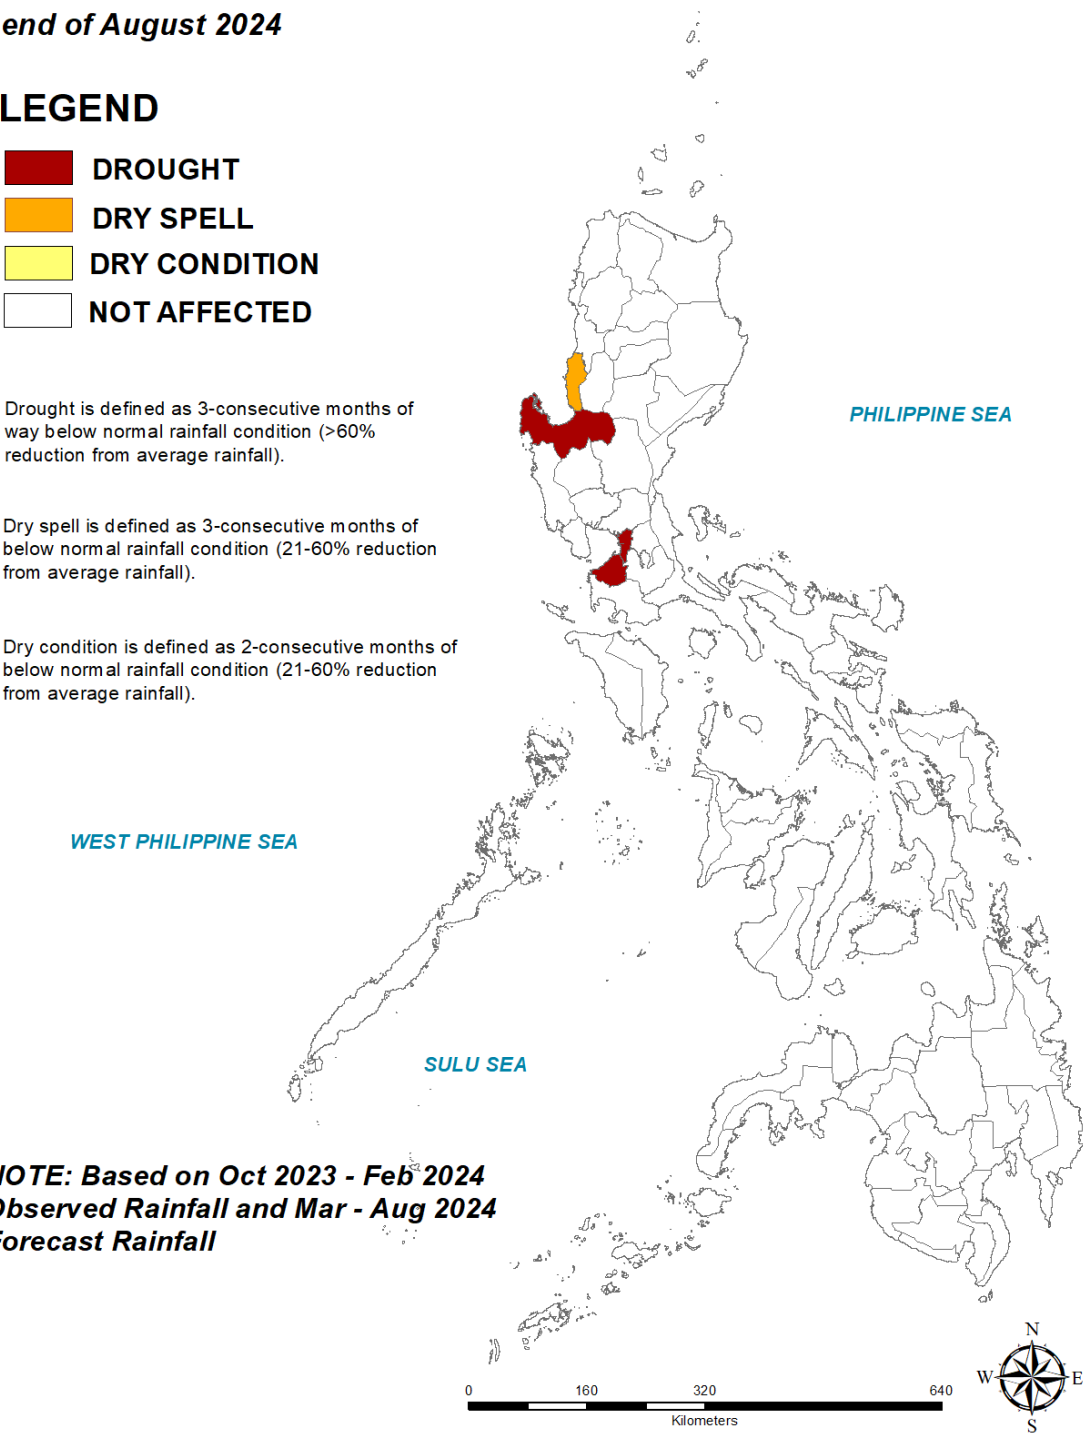 end of August 2024
LEGEND
DROUGHT
DRY SPELL
DRY CONDITION
NOT AFFECTED
Drought is defined as 3-consecutive months of
way below normal rainfall condition (>60%
reduction from average rainfall).
PHILIPPINE SEA
Dry spell is defined as 3-consecutive months of
below normal rainfall condition (21-60% reduction
from average rainfall).
Dry condition is defined as 2-consecutive months of
below normal rainfall condition (21-60% reduction
from average rainfall).
WEST PHILIPPINE SEA
SULU SEA
NOTE: Based on Oct 2023 - Feb 2024
Observed Rainfall and Mar - Aug 2024
Forecast Rainfall
N
W E
S
0 160 320 640
Kilometers